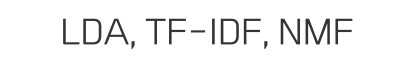 LDA, TF-IDF, NMF